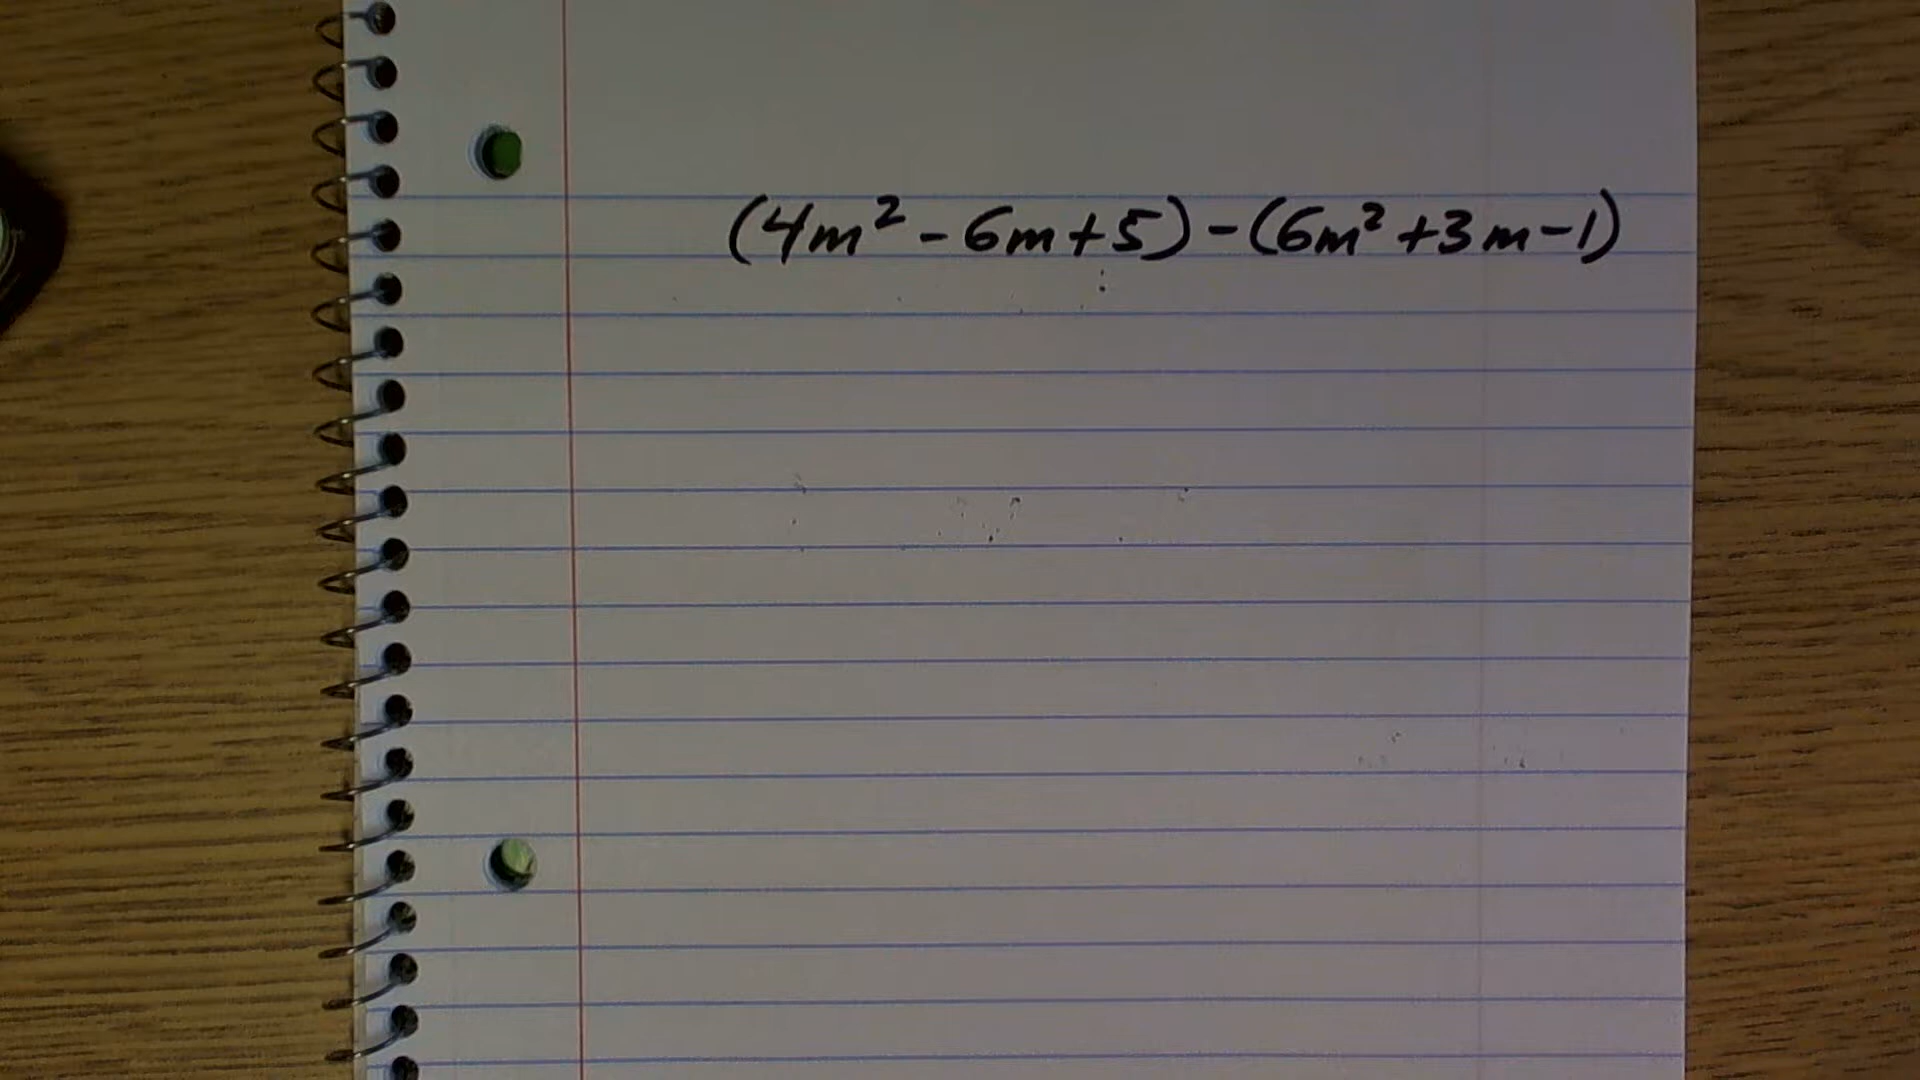 (4m² - 6m + 5) - (6m² + 3m - 1)